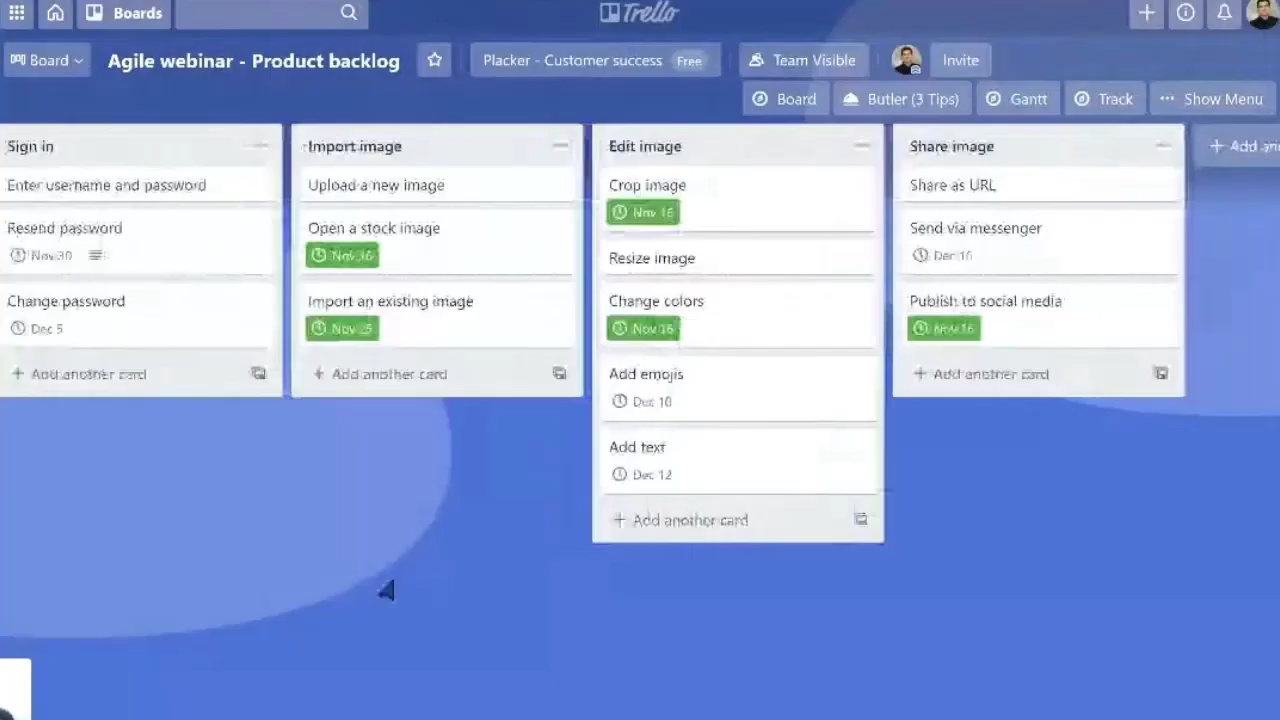 Boards
Trello
Board
Agile webinar - Product backlog
Placker - Customer success Free
Team Visible
Invite
Board
Butler (3 Tips)
Gantt
Track
Show Menu
Sign in
Enter username and password
Resend password
Nov 30
Change password
Dec 5
+ Add another card
Import image
Upload a new image
Open a stock image
Nov 16
Import an existing image
Nov 25
+ Add another card
Edit image
Crop image
Nov 16
Resize image
Change colors
Nov 16
Add emojis
Dec 10
Add text
Dec 12
+ Add another card
Share image
Share as URL
Send via messenger
Dec 16
Publish to social media
Nov 16
+ Add another card
+ Add an